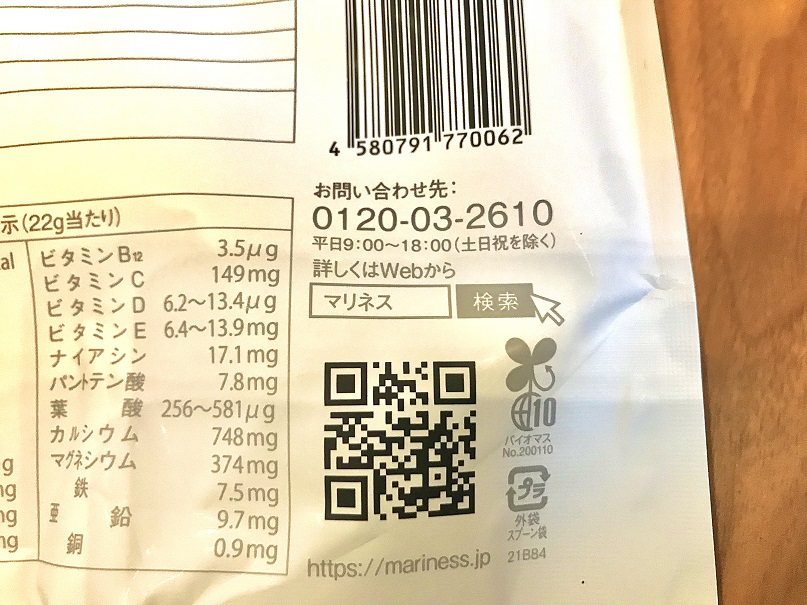 4 580791 770062
お問い合わせ先：
0120-03-2610
平日9：00〜18：00（土日祝を除く）
詳しくはWebから
マリネス 検索
示（22g当たり）
ビタミンB12 3.5μg
ビタミンC 149mg
ビタミンD 6.2〜13.4μg
ビタミンE 6.4〜13.9mg
ナイアシン 17.1mg
パントテン酸 7.8mg
葉酸 256〜581μg
カルシウム 748mg
マグネシウム 374mg
鉄 7.5mg
亜鉛 9.7mg
銅 0.9mg
10
バイオマス
No.200110
プラ
外袋
スプーン袋
21B84
https://mariness.jp